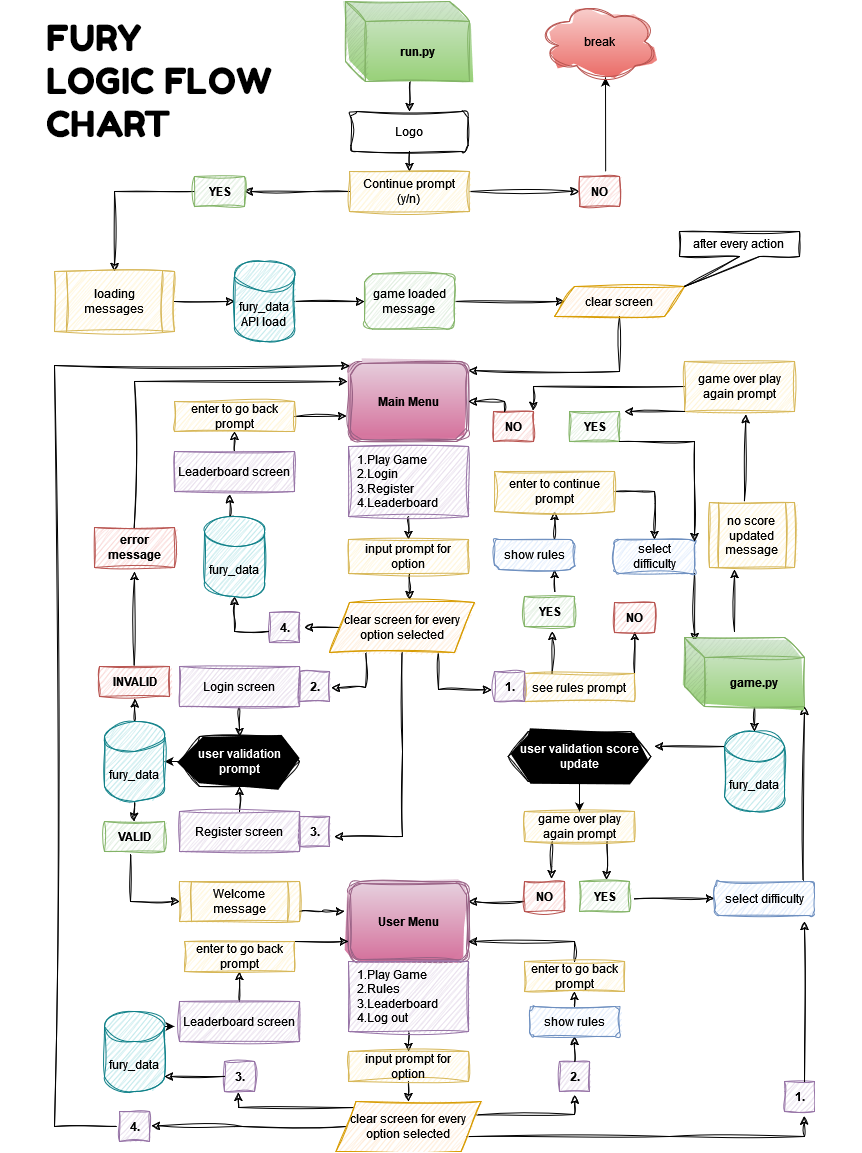 FURY
LOGIC FLOW
CHART
run.py
break
Logo
Continue prompt
(y/n)
YES
NO
after every action
loading
messages
fury_data
API load
game loaded
message
clear screen
Main Menu
game over play
again prompt
enter to go back
prompt
NO
YES
1.Play Game
2.Login
3.Register
4.Leaderboard
Leaderboard screen
enter to continue
prompt
error
message
fury_data
input prompt for
option
show rules
select
difficulty
no score
updated
message
4.
clear screen for every
option selected
YES
NO
INVALID
Login screen
2.
1.
see rules prompt
game.py
user validation
prompt
user validation score
update
fury_data
fury_data
VALID
Register screen
3.
game over play
again prompt
Welcome
message
User Menu
NO
YES
select difficulty
enter to go back
prompt
1.Play Game
2.Rules
3.Leaderboard
4.Log out
enter to go back
prompt
Leaderboard screen
show rules
fury_data
input prompt for
option
3.
2.
1.
4.
clear screen for every
option selected